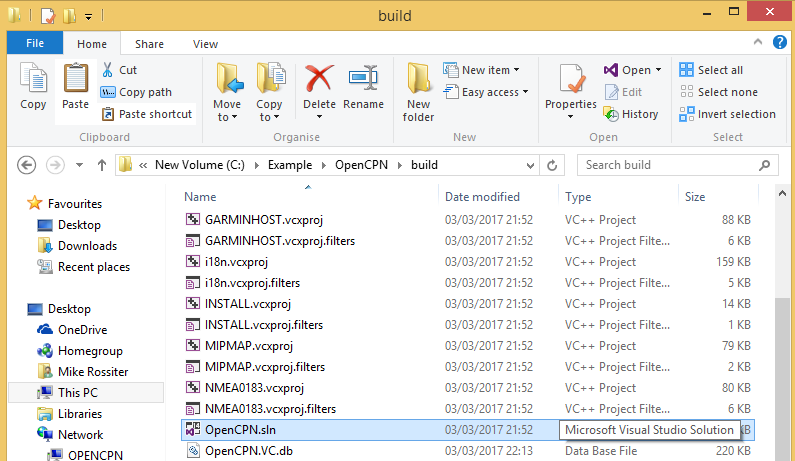 build
File Home Share View
Copy
Paste
Cut
Copy path
Paste shortcut
Clipboard
Move to
Copy to
Delete
Rename
Organise
New folder
New item
Easy access
New
Properties
Open
Edit
History
Open
Select all
Select none
Invert selection
Select
« New Volume (C:) Example OpenCPN build
Search build
Favourites
Desktop
Downloads
Recent places
Desktop
OneDrive
Homegroup
Mike Rossiter
This PC
Libraries
Network
OPENCPN
Name Date modified Type Size
GARMINHOST.vcxproj 03/03/2017 21:52 VC++ Project 88 KB
GARMINHOST.vcxproj.filters 03/03/2017 21:52 VC++ Project Filte... 6 KB
i18n.vcxproj 03/03/2017 21:52 VC++ Project 159 KB
i18n.vcxproj.filters 03/03/2017 21:52 VC++ Project Filte... 5 KB
INSTALL.vcxproj 03/03/2017 21:52 VC++ Project 14 KB
INSTALL.vcxproj.filters 03/03/2017 21:52 VC++ Project Filte... 1 KB
MIPMAP.vcxproj 03/03/2017 21:52 VC++ Project 79 KB
MIPMAP.vcxproj.filters 03/03/2017 21:52 VC++ Project Filte... 2 KB
NMEA0183.vcxproj 03/03/2017 21:52 VC++ Project 80 KB
NMEA0183.vcxproj.filters 03/03/2017 21:52 VC++ Project Filte... 6 KB
OpenCPN.sln 03/03/2017 21:52 Microsoft Visual Studio Solution
OpenCPN.VC.db 03/03/2017 22:13 Data Base File 220 KB